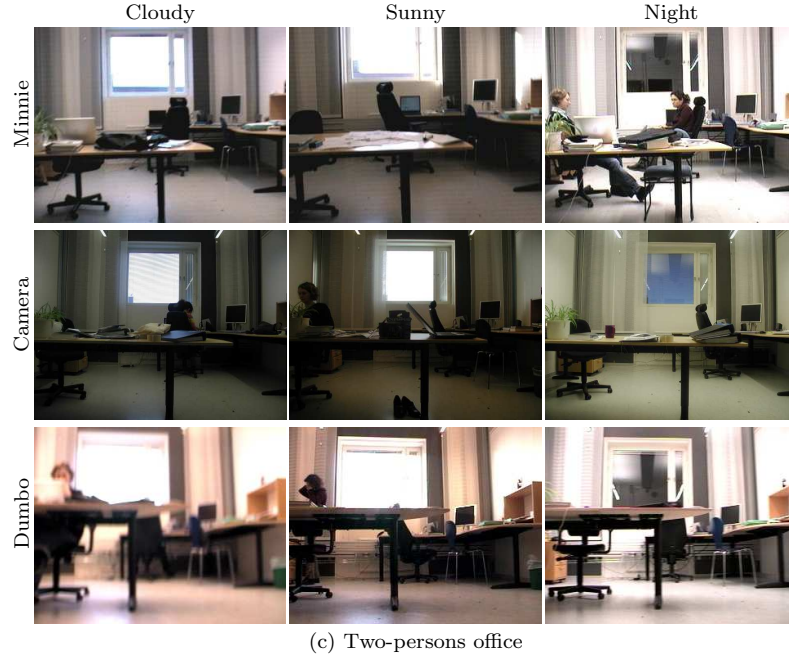 Cloudy Sunny Night
Minnie
Camera
Dumbo
(c) Two-persons office